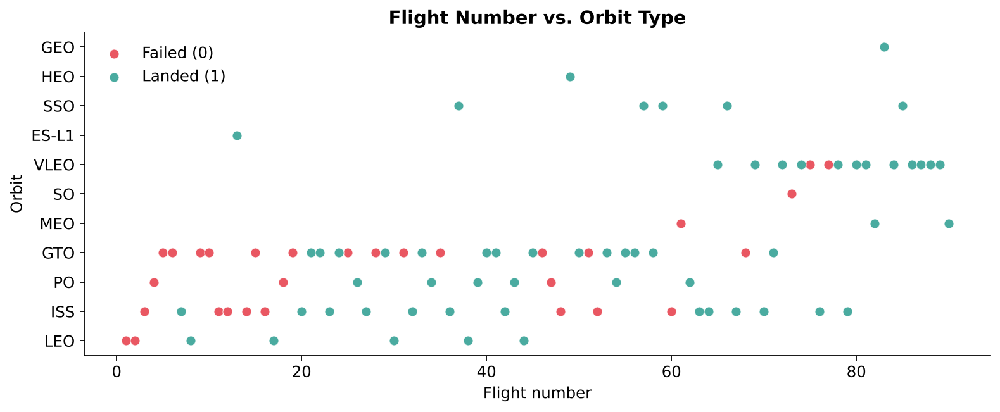 Flight Number vs. Orbit Type
Failed (0)
Landed (1)
Orbit
GEO
HEO
SSO
ES-L1
VLEO
SO
MEO
GTO
PO
ISS
LEO
0 20 40 60 80
Flight number